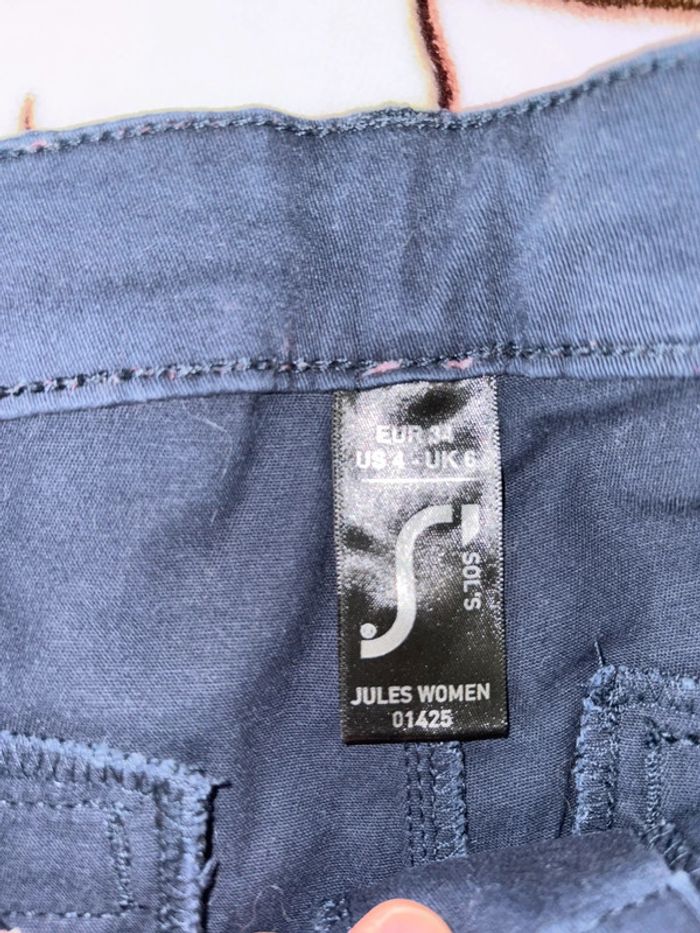 EUR 34
US 4 - UK 6
SOL'S
JULES WOMEN
01425